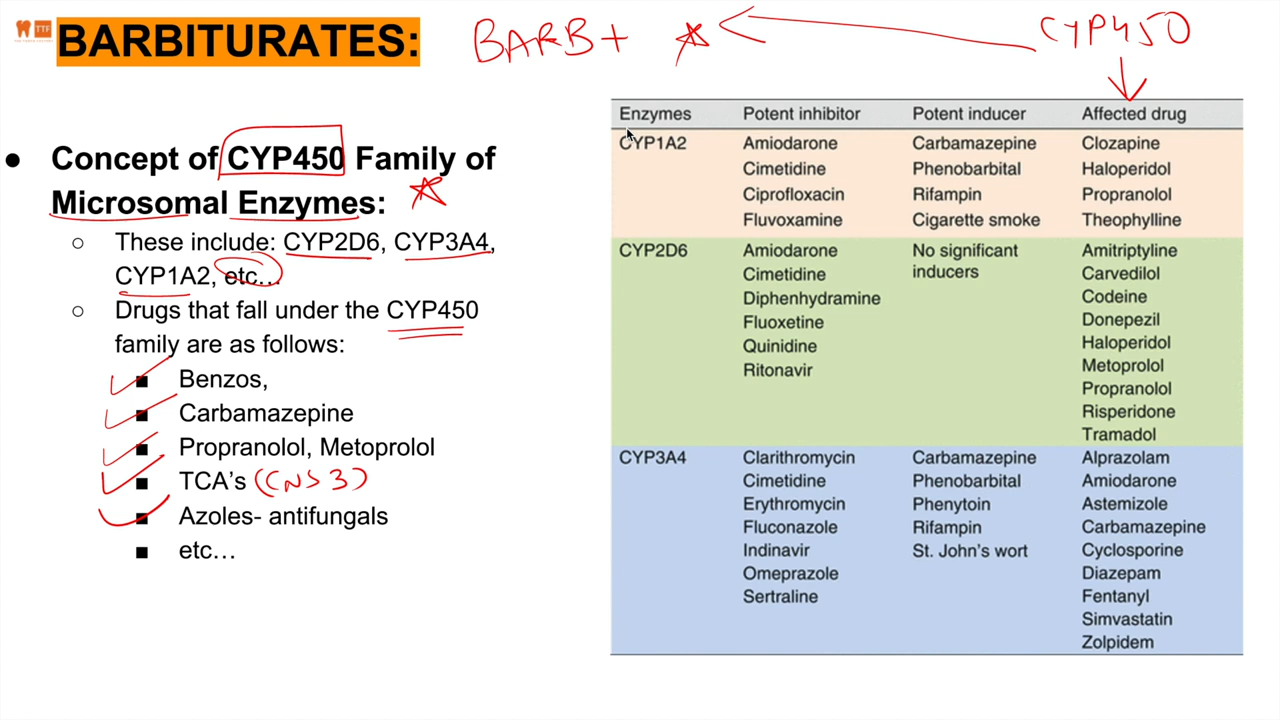 TTF
BARBITURATES:
BARB+
CYP450
Concept of CYP450 Family of
Microsomal Enzymes:
These include: CYP2D6, CYP3A4,
CYP1A2, etc...
Drugs that fall under the CYP450
family are as follows:
Benzos,
Carbamazepine
Propranolol, Metoprolol
TCA's (CNS 3)
Azoles- antifungals
etc...
Enzymes Potent inhibitor Potent inducer Affected drug
CYP1A2 Amiodarone Carbamazepine Clozapine
Cimetidine Phenobarbital Haloperidol
Ciprofloxacin Rifampin Propranolol
Fluvoxamine Cigarette smoke Theophylline
CYP2D6 Amiodarone No significant Amitriptyline
Cimetidine inducers Carvedilol
Diphenhydramine Codeine
Fluoxetine Donepezil
Quinidine Haloperidol
Ritonavir Metoprolol
Propranolol
Risperidone
Tramadol
CYP3A4 Clarithromycin Carbamazepine Alprazolam
Cimetidine Phenobarbital Amiodarone
Erythromycin Phenytoin Astemizole
Fluconazole Rifampin Carbamazepine
Indinavir St. John's wort Cyclosporine
Omeprazole Diazepam
Sertraline Fentanyl
Simvastatin
Zolpidem